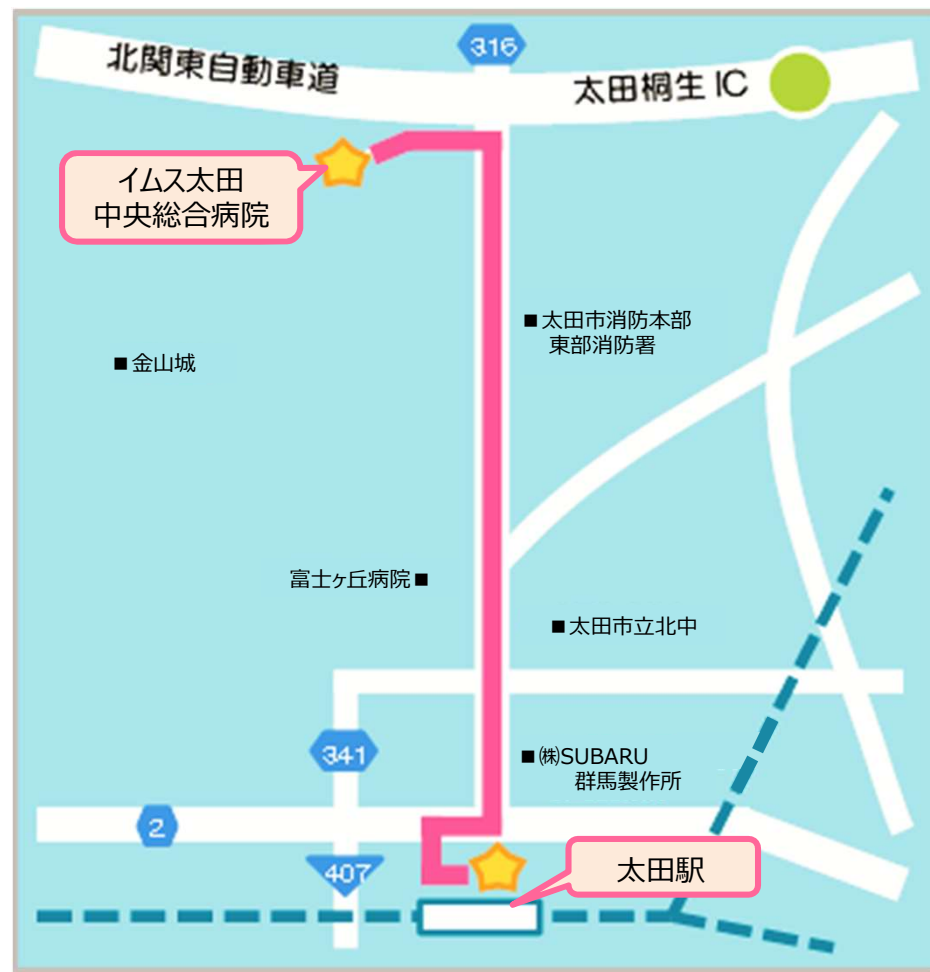 316
北関東自動車道
太田桐生 IC
イムス太田
中央総合病院
■太田市消防本部
東部消防署
■金山城
富士ヶ丘病院■
■太田市立北中
341
■㈱SUBARU
群馬製作所
2
407
太田駅